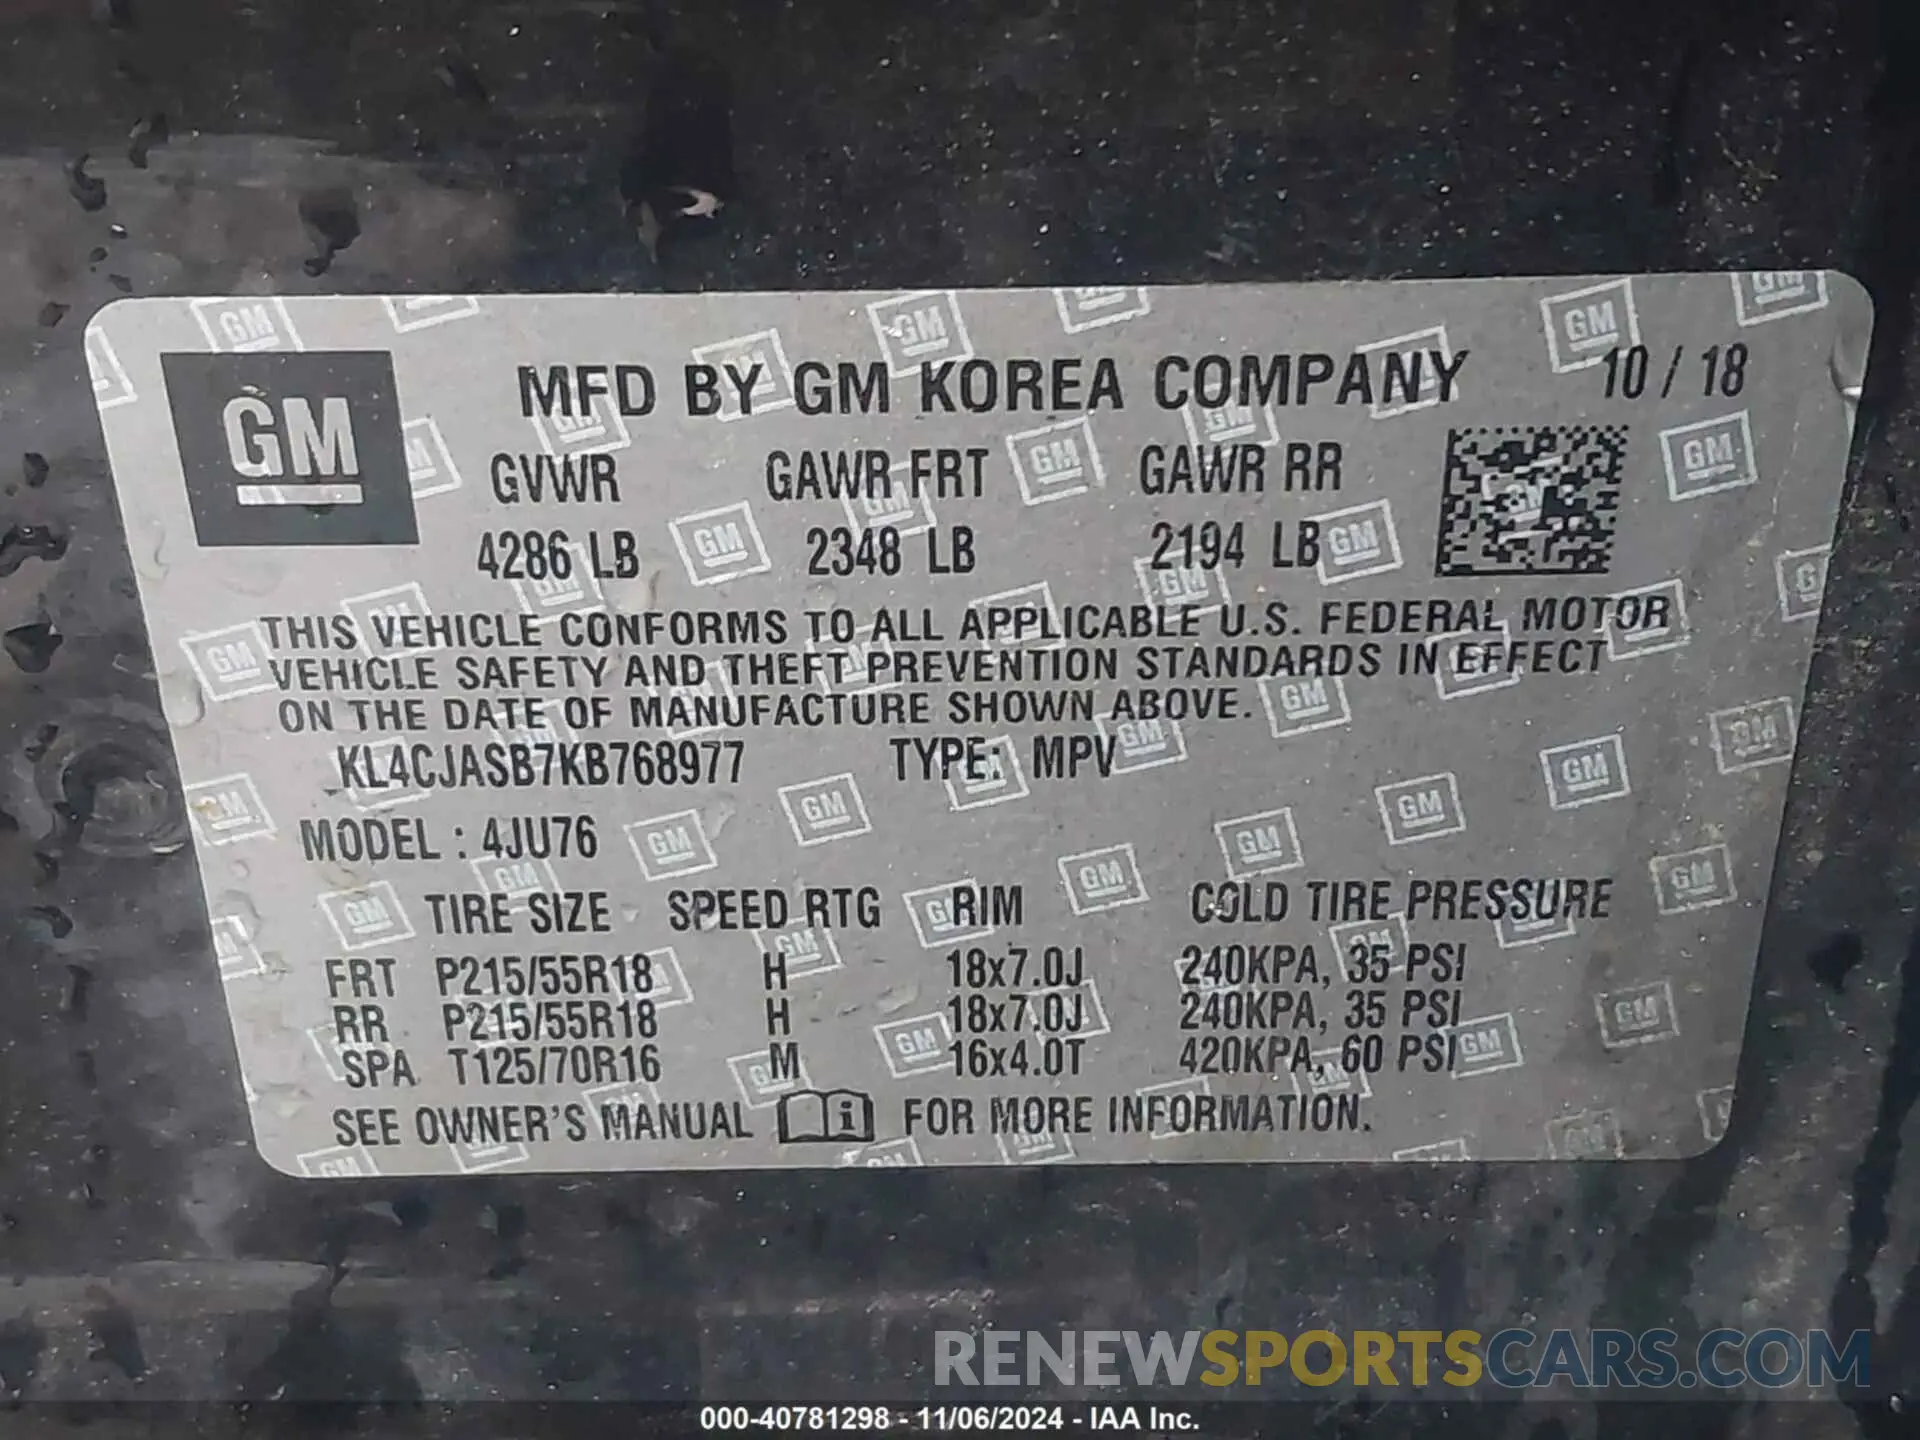 GM
MFD BY GM KOREA COMPANY 10 / 18
GVWR GAWR FRT GAWR RR
4286 LB 2348 LB 2194 LB
THIS VEHICLE CONFORMS TO ALL APPLICABLE U.S. FEDERAL MOTOR
VEHICLE SAFETY AND THEFT PREVENTION STANDARDS IN EFFECT
ON THE DATE OF MANUFACTURE SHOWN ABOVE.
KL4CJASB7KB768977 TYPE: MPV
MODEL : 4JU76
TIRE SIZE SPEED RTG RIM COLD TIRE PRESSURE
FRT P215/55R18 H 18x7.0J 240KPA, 35 PSI
RR P215/55R18 H 18x7.0J 240KPA, 35 PSI
SPA T125/70R16 M 16x4.0T 420KPA, 60 PSI
SEE OWNER'S MANUAL i FOR MORE INFORMATION.
RENEWSPORTSCARS.COM
000-40781298 - 11/06/2024 - IAA Inc.